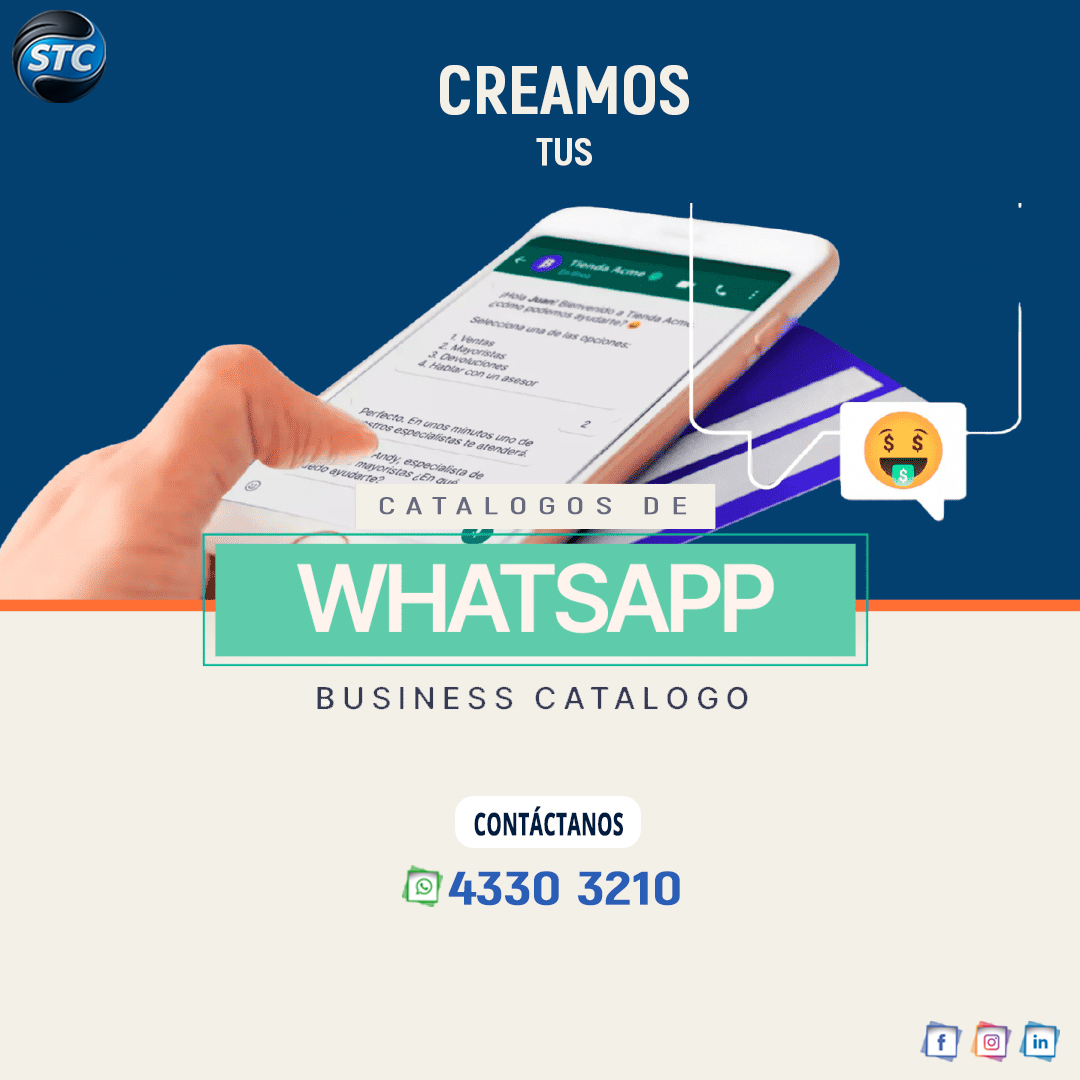 STC
CREAMOS
TUS
Tienda Acme
En línea
¡Hola Juan! Bienvenido a Tienda Acme
¿cómo podemos ayudarte?
Selecciona una de las opciones:
1. Ventas
2. Mayoristas
3. Devoluciones
4. Hablar con un asesor
2
Perfecto. En unos minutos uno de
especialistas te atenderá.
Andy, especialista de
mayoristas ¿En qué
ayudarte?
CATALOGOS DE
WHATSAPP
BUSINESS CATALOGO
CONTÁCTANOS
4330 3210